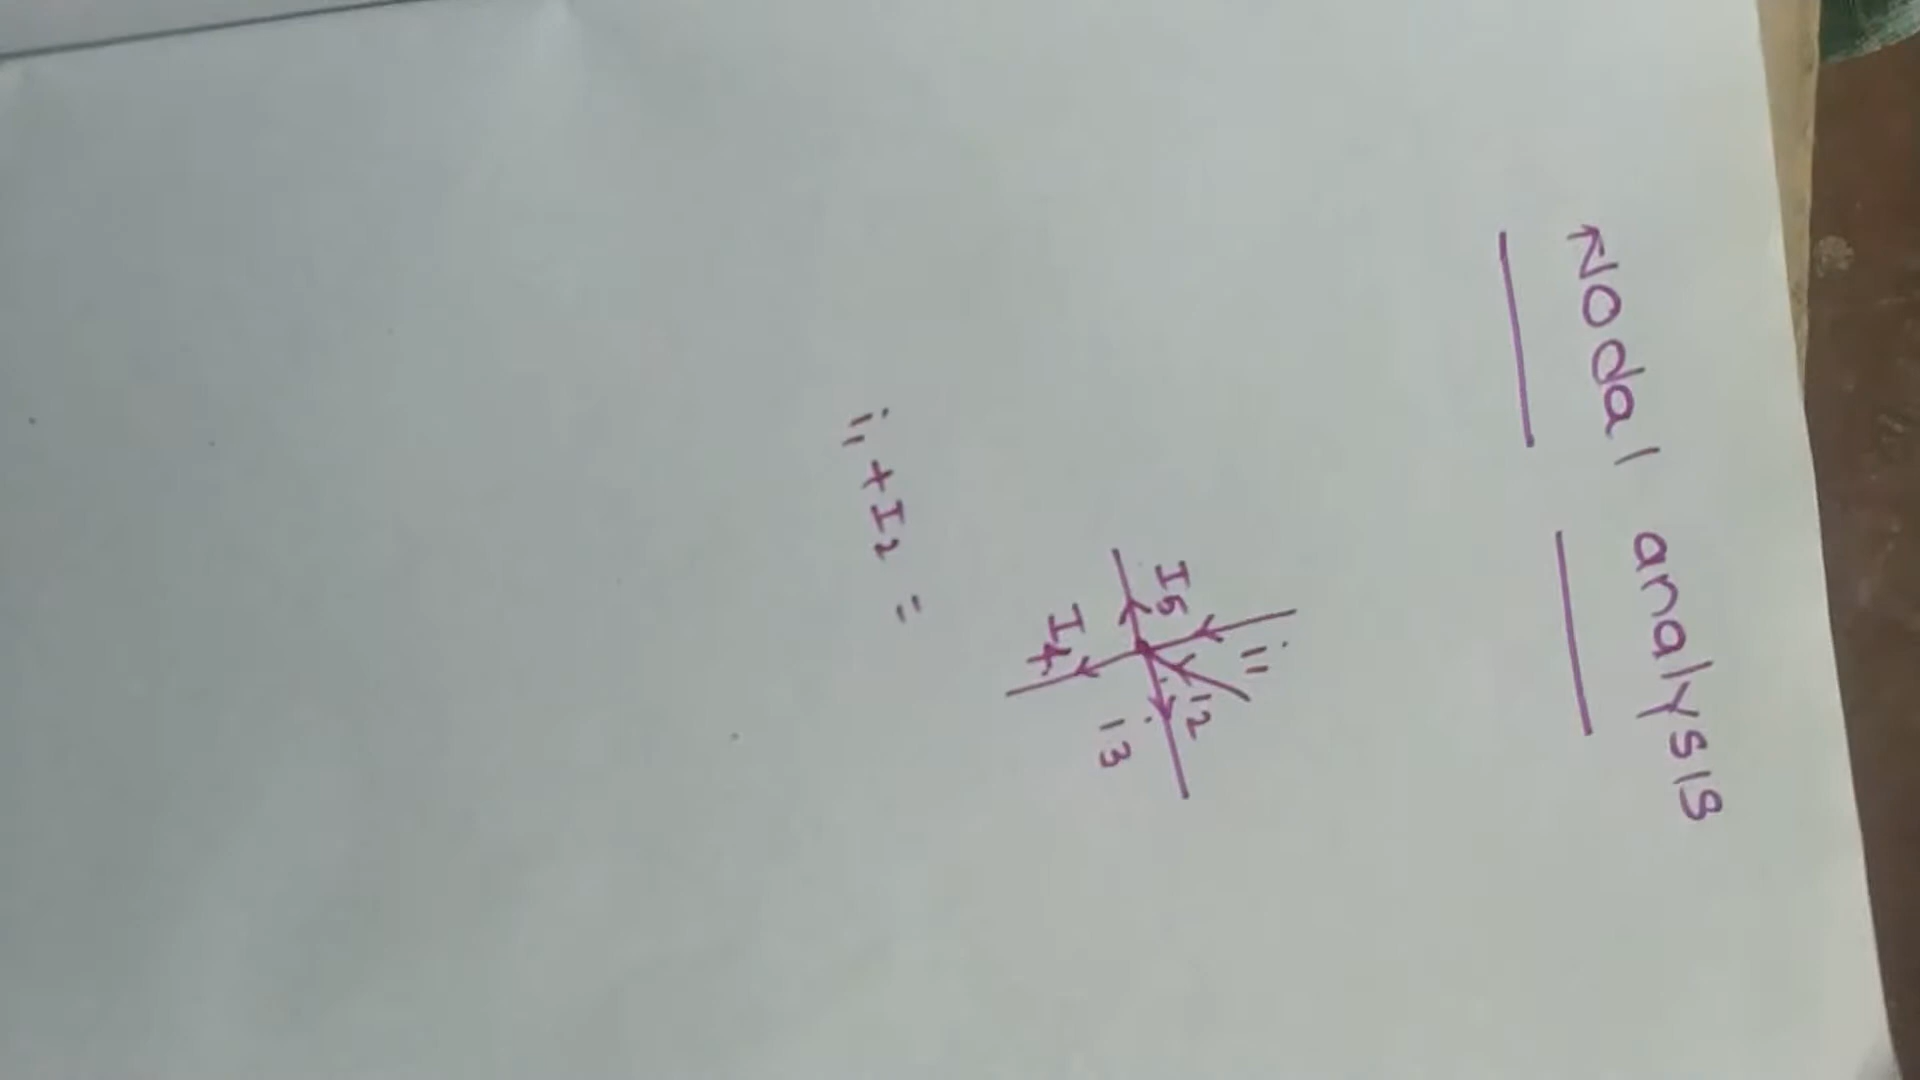 Nodal analysis
i1
I5
i2
I4
i3
i1 + I2 =